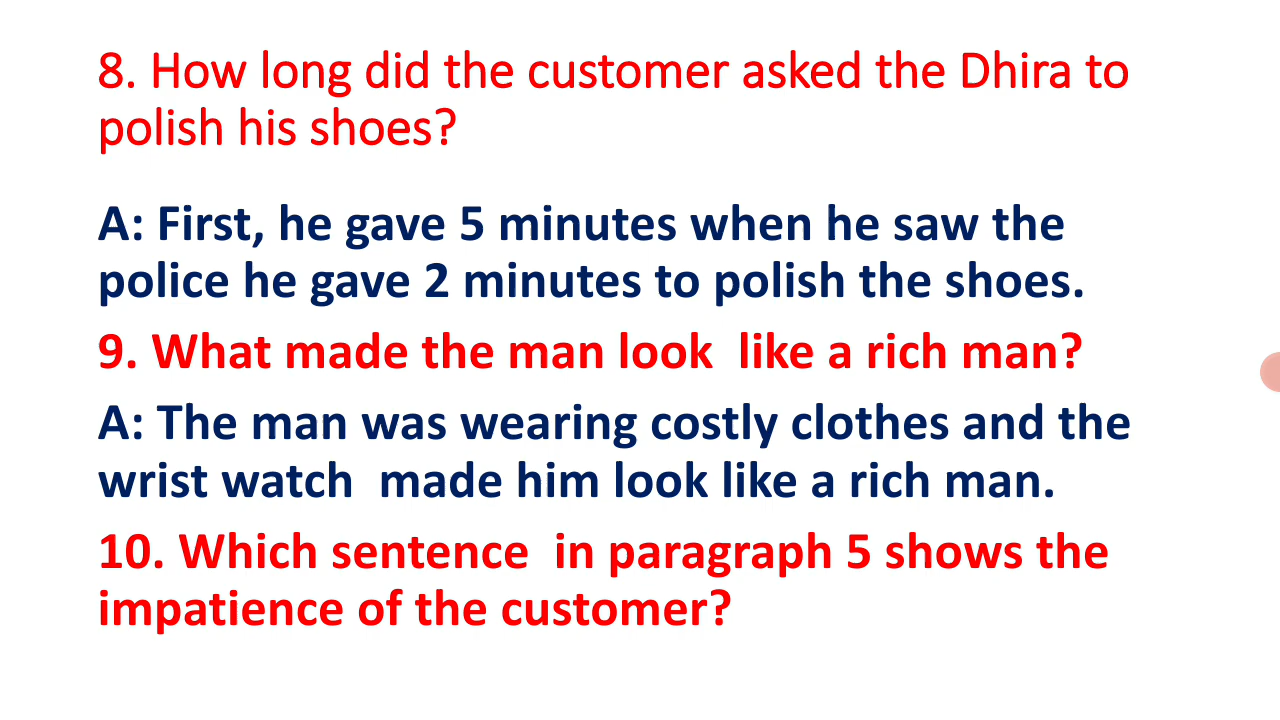 8. How long did the customer asked the Dhira to
polish his shoes?
A: First, he gave 5 minutes when he saw the
police he gave 2 minutes to polish the shoes.
9. What made the man look  like a rich man?
A: The man was wearing costly clothes and the
wrist watch  made him look like a rich man.
10. Which sentence  in paragraph 5 shows the
impatience of the customer?